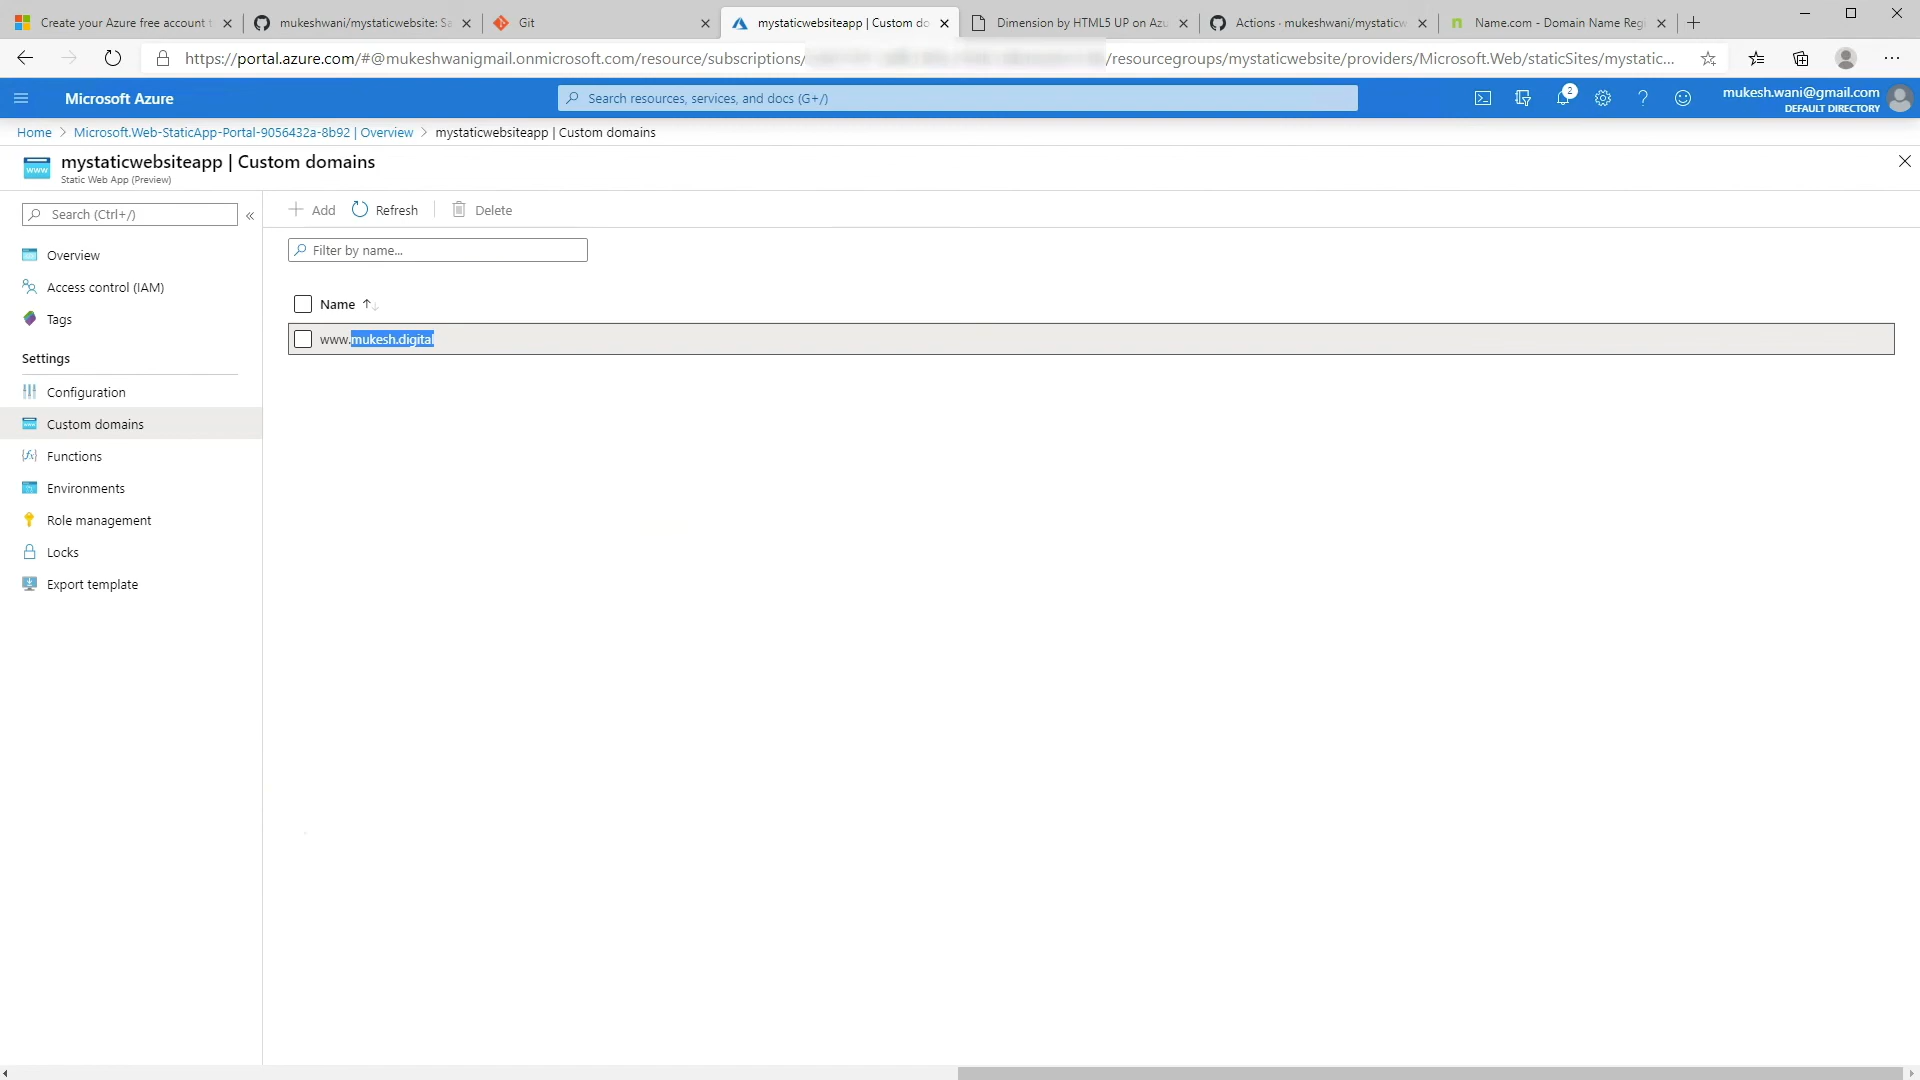 Create your Azure free account t
mukeshwani/mystaticwebsite: Sa
Git
mystaticwebsiteapp | Custom do
Dimension by HTML5 UP on Azu
Actions · mukeshwani/mystaticw
Name.com - Domain Name Regi
https://portal.azure.com/#@mukeshwanigmail.onmicrosoft.com/resource/subscriptions/ /resourcegroups/mystaticwebsite/providers/Microsoft.Web/staticSites/mystatic...
Microsoft Azure
Search resources, services, and docs (G+/)
2
mukesh.wani@gmail.com
DEFAULT DIRECTORY
Home > Microsoft.Web-StaticApp-Portal-9056432a-8b92 | Overview > mystaticwebsiteapp | Custom domains
www
mystaticwebsiteapp | Custom domains
Static Web App (Preview)
Search (Ctrl+/)
«
Overview
Access control (IAM)
Tags
Settings
Configuration
Custom domains
Functions
Environments
Role management
Locks
Export template
Add
Refresh
Delete
Filter by name...
Name
www.mukesh.digital